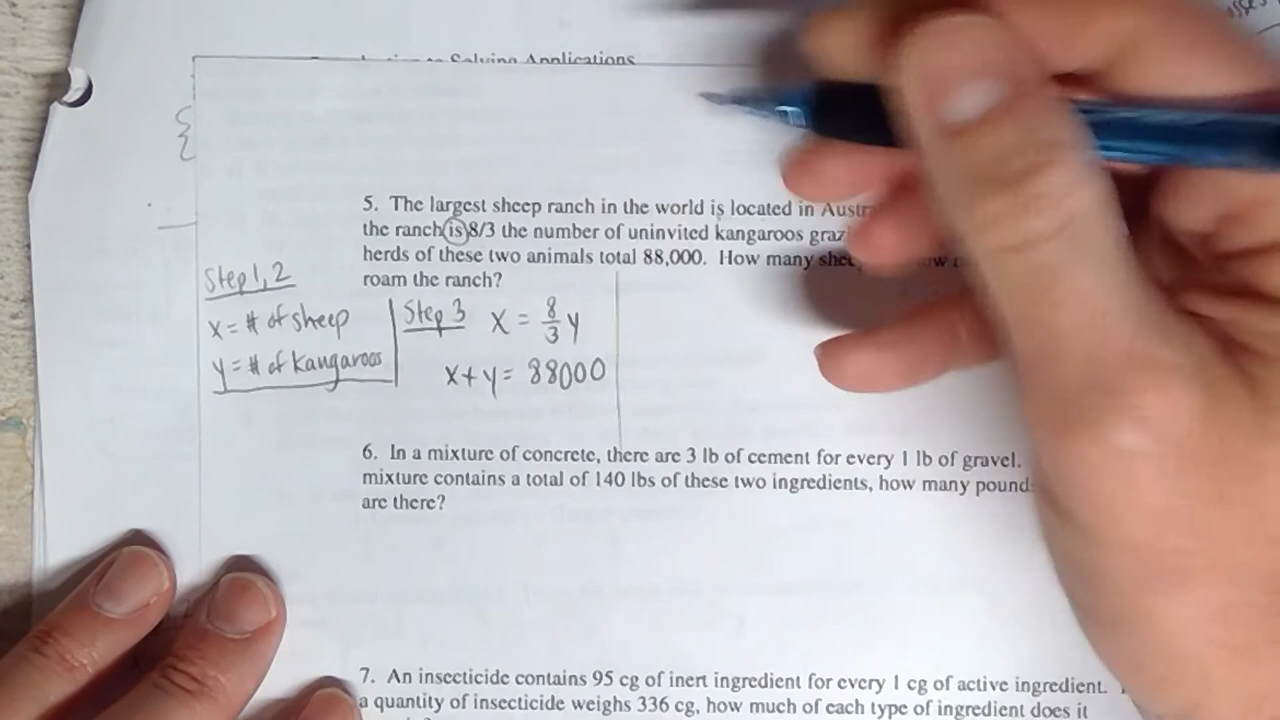 Solving Applications
5. The largest sheep ranch in the world is located in
the ranch is 8/3 the number of uninvited kangaroos
herds of these two animals total 88,000. How many
roam the ranch?
Step 1, 2
x = # of sheep
y = # of kangaroos
Step 3 x = 8/3 y
x + y = 88000
6. In a mixture of concrete, there are 3 lb of cement for every 1 lb of gravel.
mixture contains a total of 140 lbs of these two ingredients, how many
are there?
7. An insecticide contains 95 cg of inert ingredient for every 1 cg of active ingredient.
a quantity of insecticide weighs 336 cg, how much of each type of ingredient does it